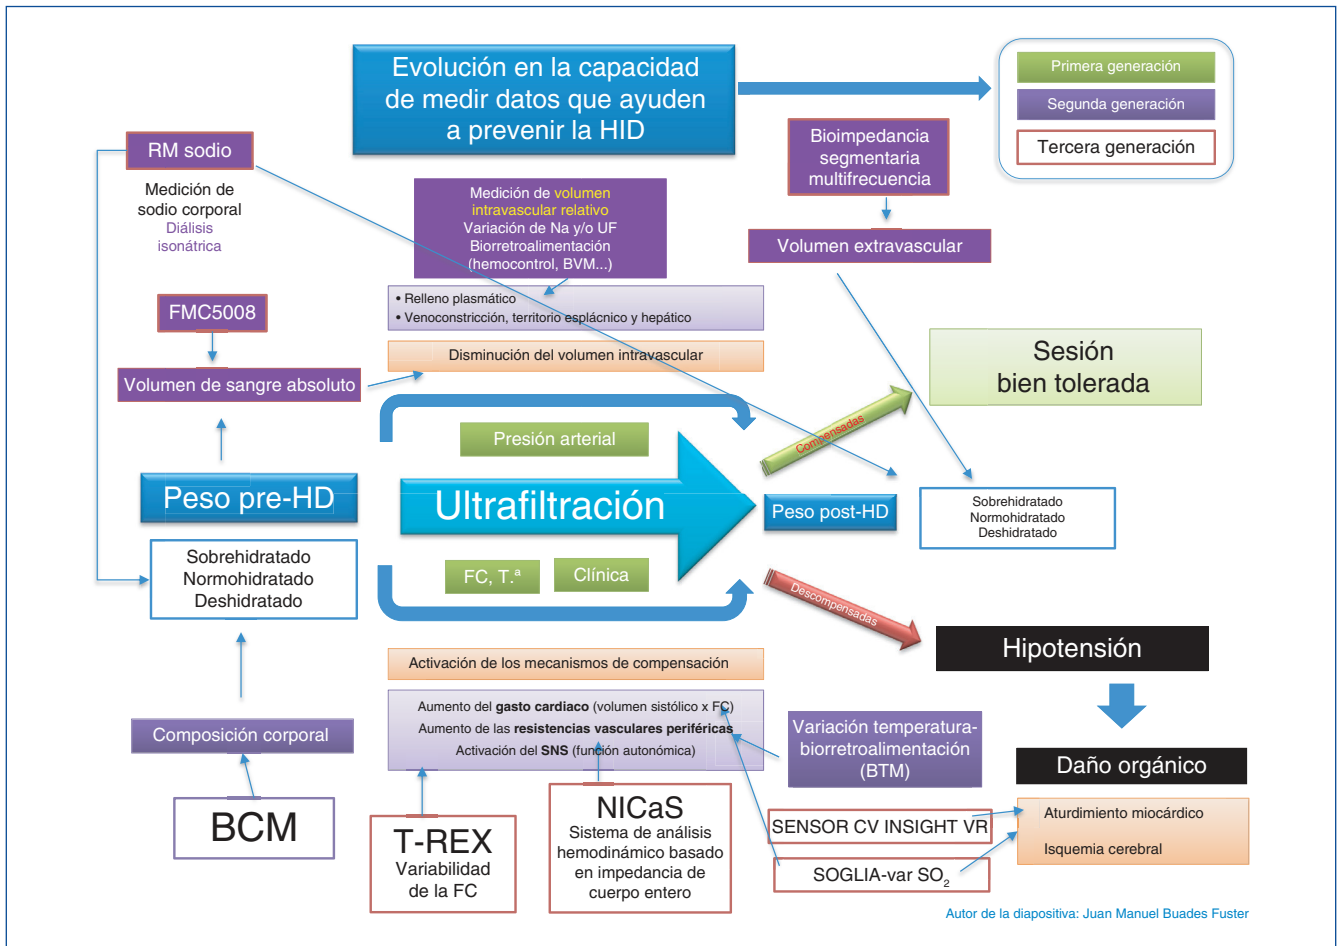 Evolución en la capacidad
de medir datos que ayuden
a prevenir la HID
Primera generación
Segunda generación
Tercera generación
RM sodio
Medición de
sodio corporal
Diálisis
isonátrica
Medición de volumen
intravascular relativo
Variación de Na y/o UF
Biorretroalimentación
(hemocontrol, BVM...)
Bioimpedancia
segmentaria
multifrecuencia
Volumen extravascular
• Relleno plasmático
• Venoconstricción, territorio esplácnico y hepático
FMC5008
Disminución del volumen intravascular
Volumen de sangre absoluto
Sesión
bien tolerada
Presión arterial
Compensadas
Peso pre-HD
Ultrafiltración
Peso post-HD
Sobrehidratado
Normohidratado
Deshidratado
Sobrehidratado
Normohidratado
Deshidratado
FC, T.ª
Clínica
Descompensadas
Hipotensión
Activación de los mecanismos de compensación
Aumento del gasto cardiaco (volumen sistólico x FC)
Aumento de las resistencias vasculares periféricas
Activación del SNS (función autonómica)
Composición corporal
Variación temperatura-
biorretroalimentación
(BTM)
Daño orgánico
BCM
T-REX
Variabilidad
de la FC
NICaS
Sistema de análisis
hemodinámico basado
en impedancia de
cuerpo entero
SENSOR CV INSIGHT VR
SOGLIA-var SO₂
Aturdimiento miocárdico
Isquemia cerebral
Autor de la diapositiva: Juan Manuel Buades Fuster